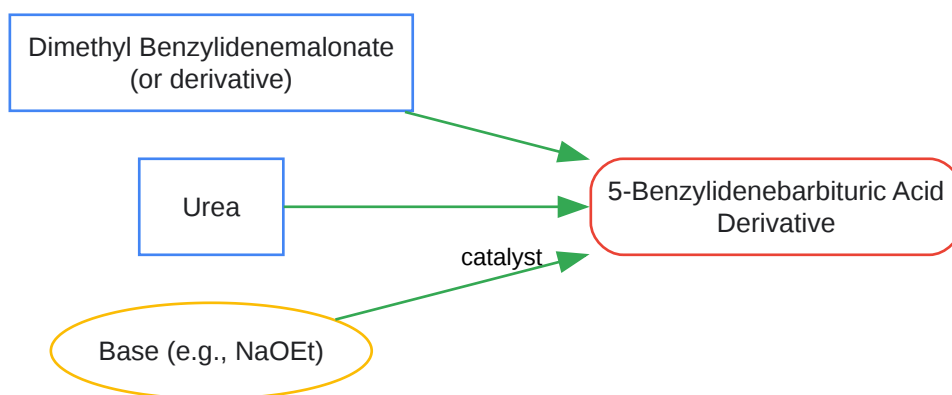 Dimethyl Benzylidenemalonate
(or derivative)
Urea
5-Benzylidenebarbituric Acid
Derivative
catalyst
Base (e.g., NaOEt)